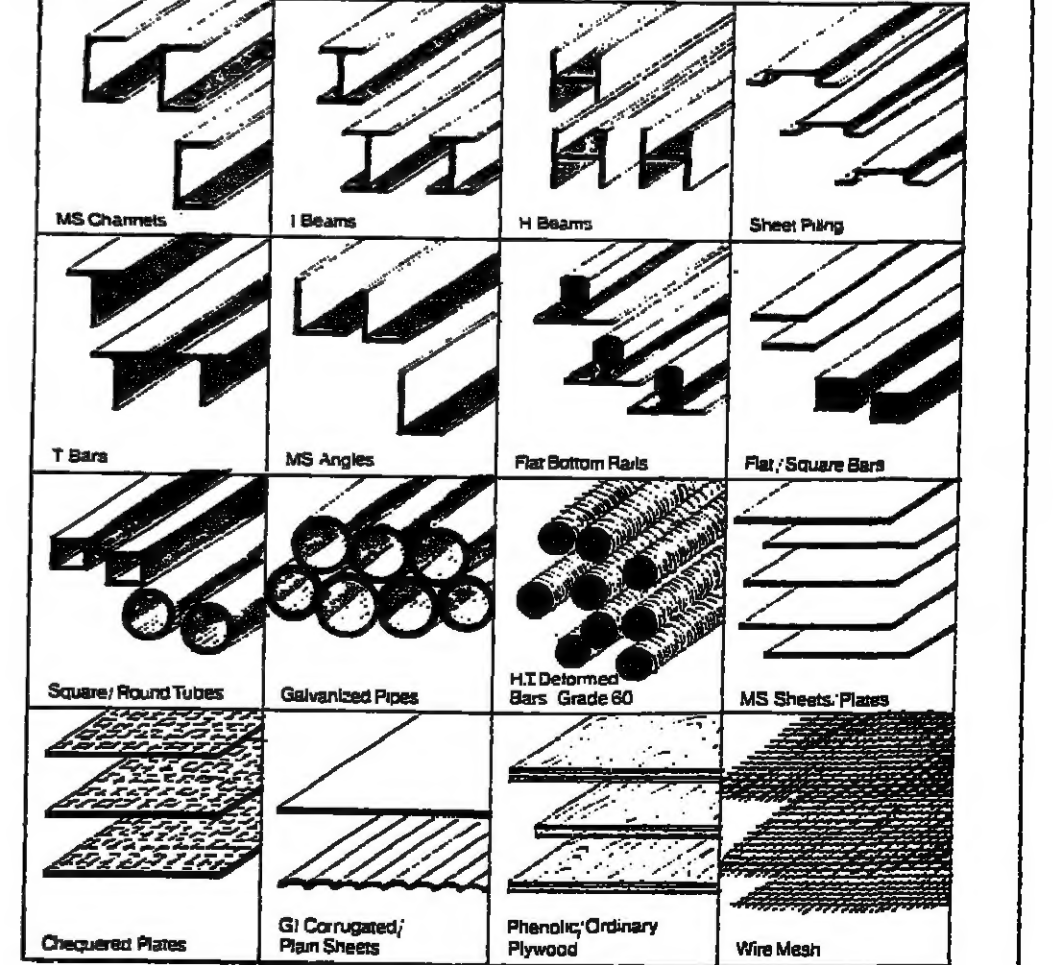 MS Channels
I Beams
H Beams
Sheet Piling
T Bars
MS Angles
Flat Bottom Rails
Flat/Square Bars
Square/Round Tubes
Galvanized Pipes
H.T Deformed
Bars Grade 60
MS Sheets/Plates
Chequered Plates
GI Corrugated/
Plain Sheets
Phenolic/Ordinary
Plywood
Wire Mesh